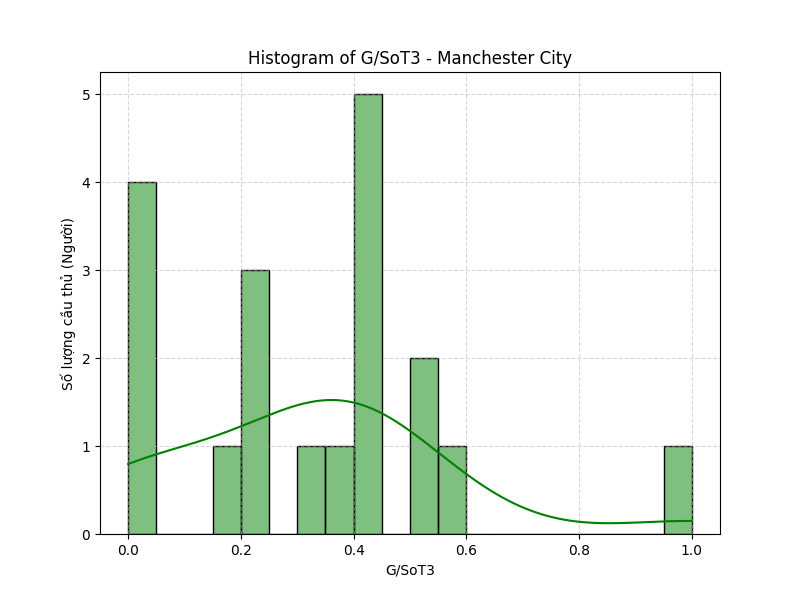 Histogram of G/SoT3 - Manchester City
Số lượng cầu thủ (Người)
5
4
3
2
1
0
0.0 0.2 0.4 0.6 0.8 1.0
G/SoT3